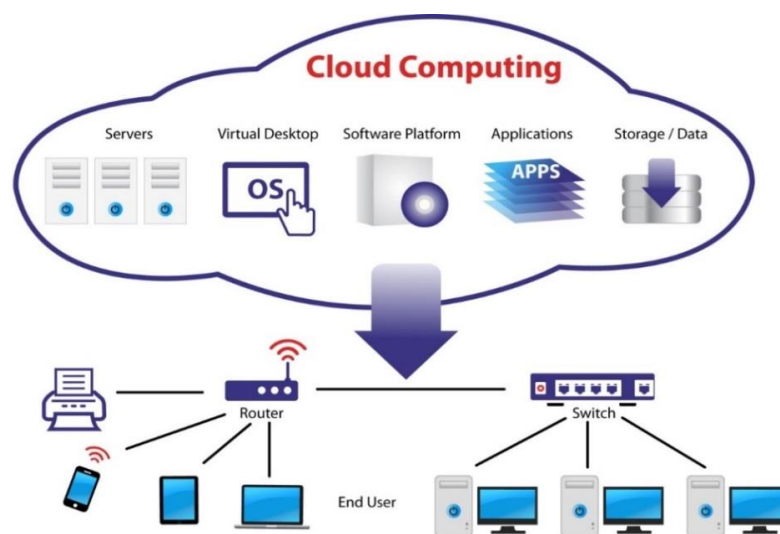 Cloud Computing
Servers
Virtual Desktop
Software Platform
Applications
Storage / Data
OS
APPS
Router
Switch
End User